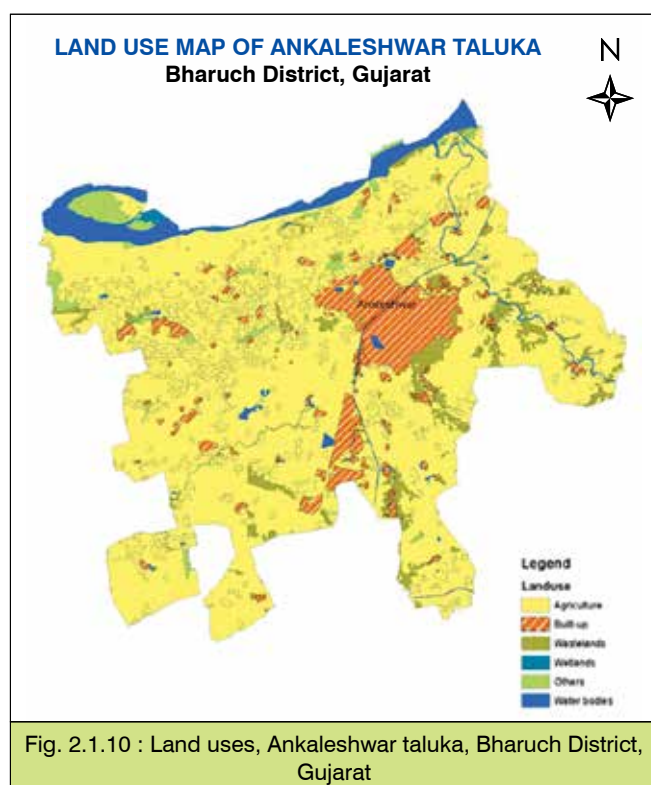 LAND USE MAP OF ANKALESHWAR TALUKA
Bharuch District, Gujarat
N
Ankaleshwar
Legend
Landuse
Agriculture
Built-up
Wastelands
Wetlands
Others
Water bodies
Fig. 2.1.10 : Land uses, Ankaleshwar taluka, Bharuch District,
Gujarat